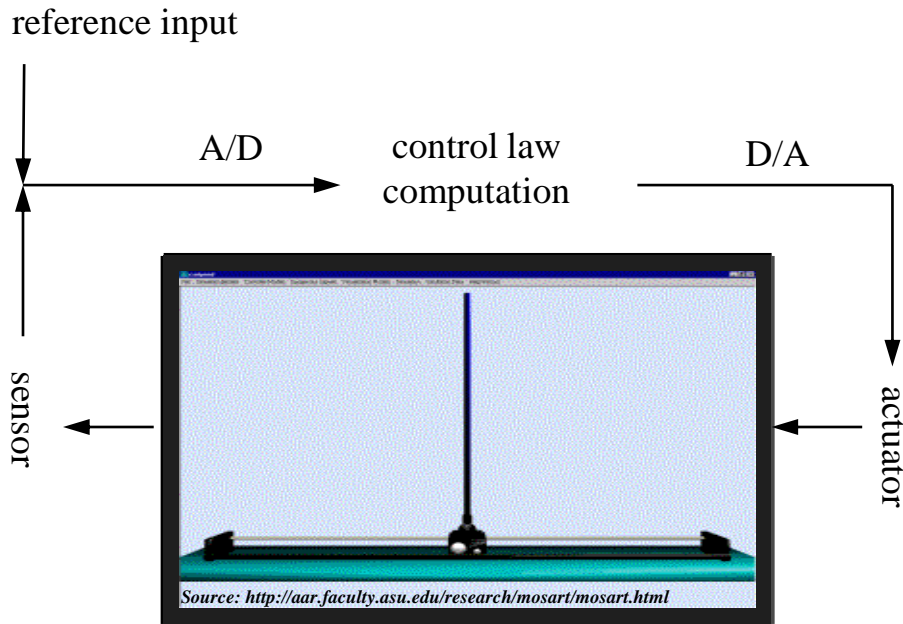 reference input
A/D
control law
computation
D/A
sensor
actuator
Source: http://aar.faculty.asu.edu/research/mosart/mosart.html